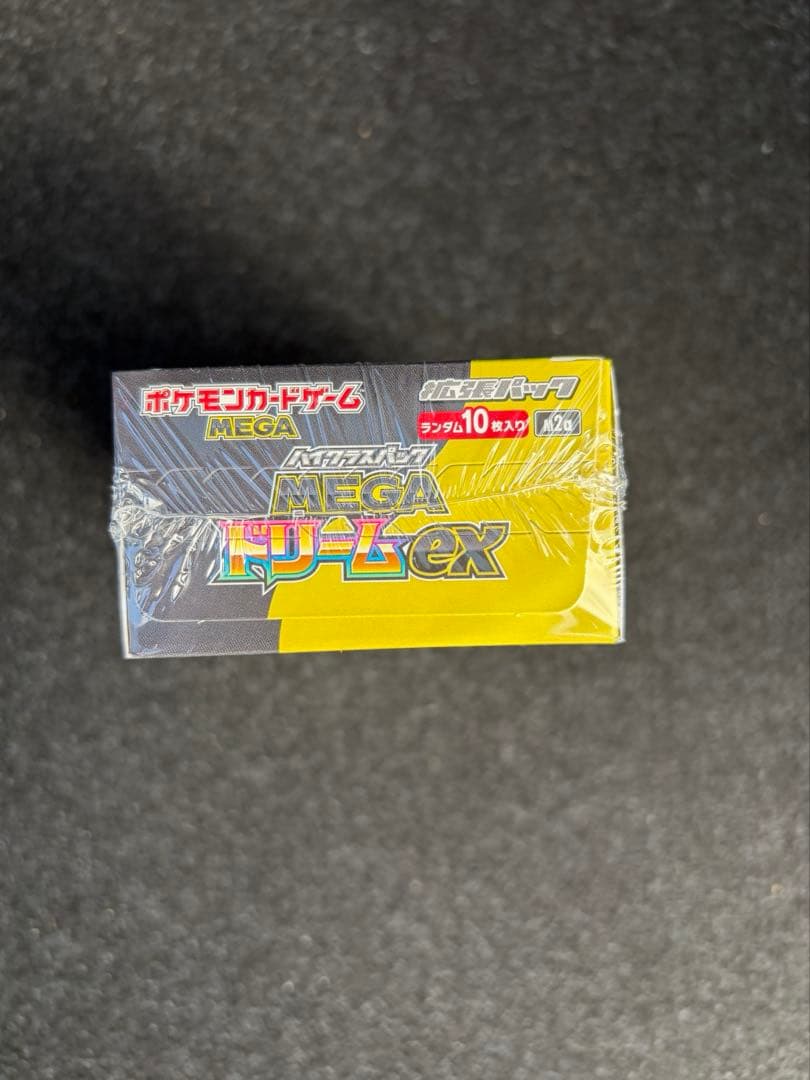 ポケモンカードゲーム
MEGA
拡張パック
ランダム10枚入り
M2a
ハイクラスパック
MEGA
ドリームex